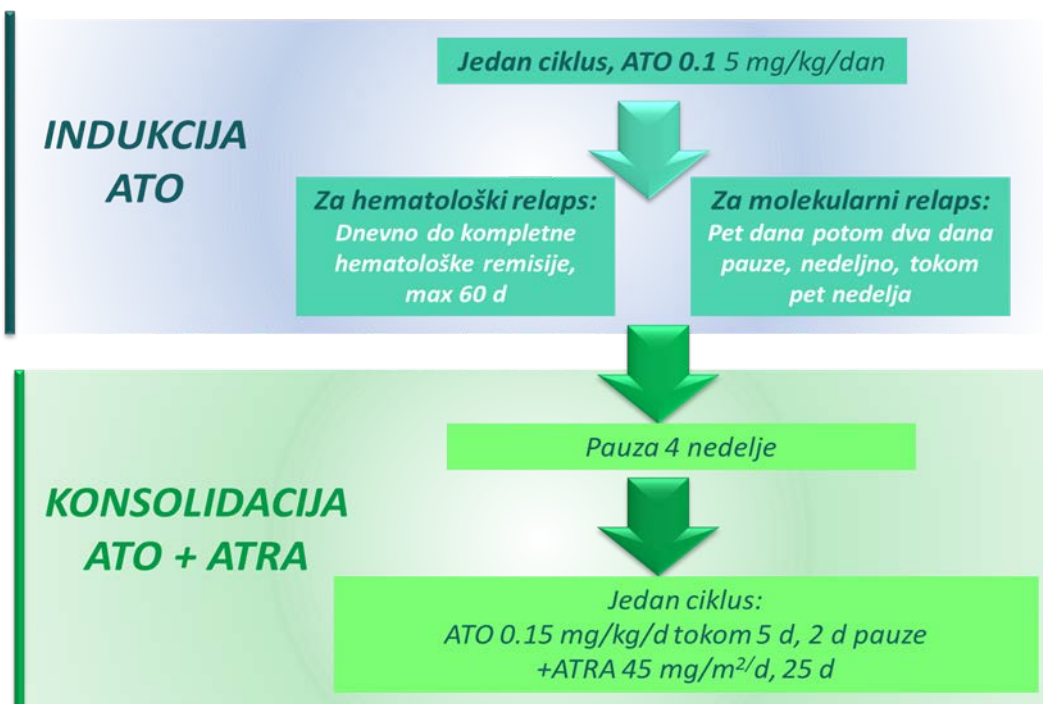 INDUKCIJA
ATO
Jedan ciklus, ATO 0.1 5 mg/kg/dan
Za hematološki relaps:
Dnevno do kompletne
hematološke remisije,
max 60 d
Za molekularni relaps:
Pet dana potom dva dana
pauze, nedeljno, tokom
pet nedelja
KONSOLIDACIJA
ATO + ATRA
Pauza 4 nedelje
Jedan ciklus:
ATO 0.15 mg/kg/d tokom 5 d, 2 d pauze
+ATRA 45 mg/m²/d, 25 d